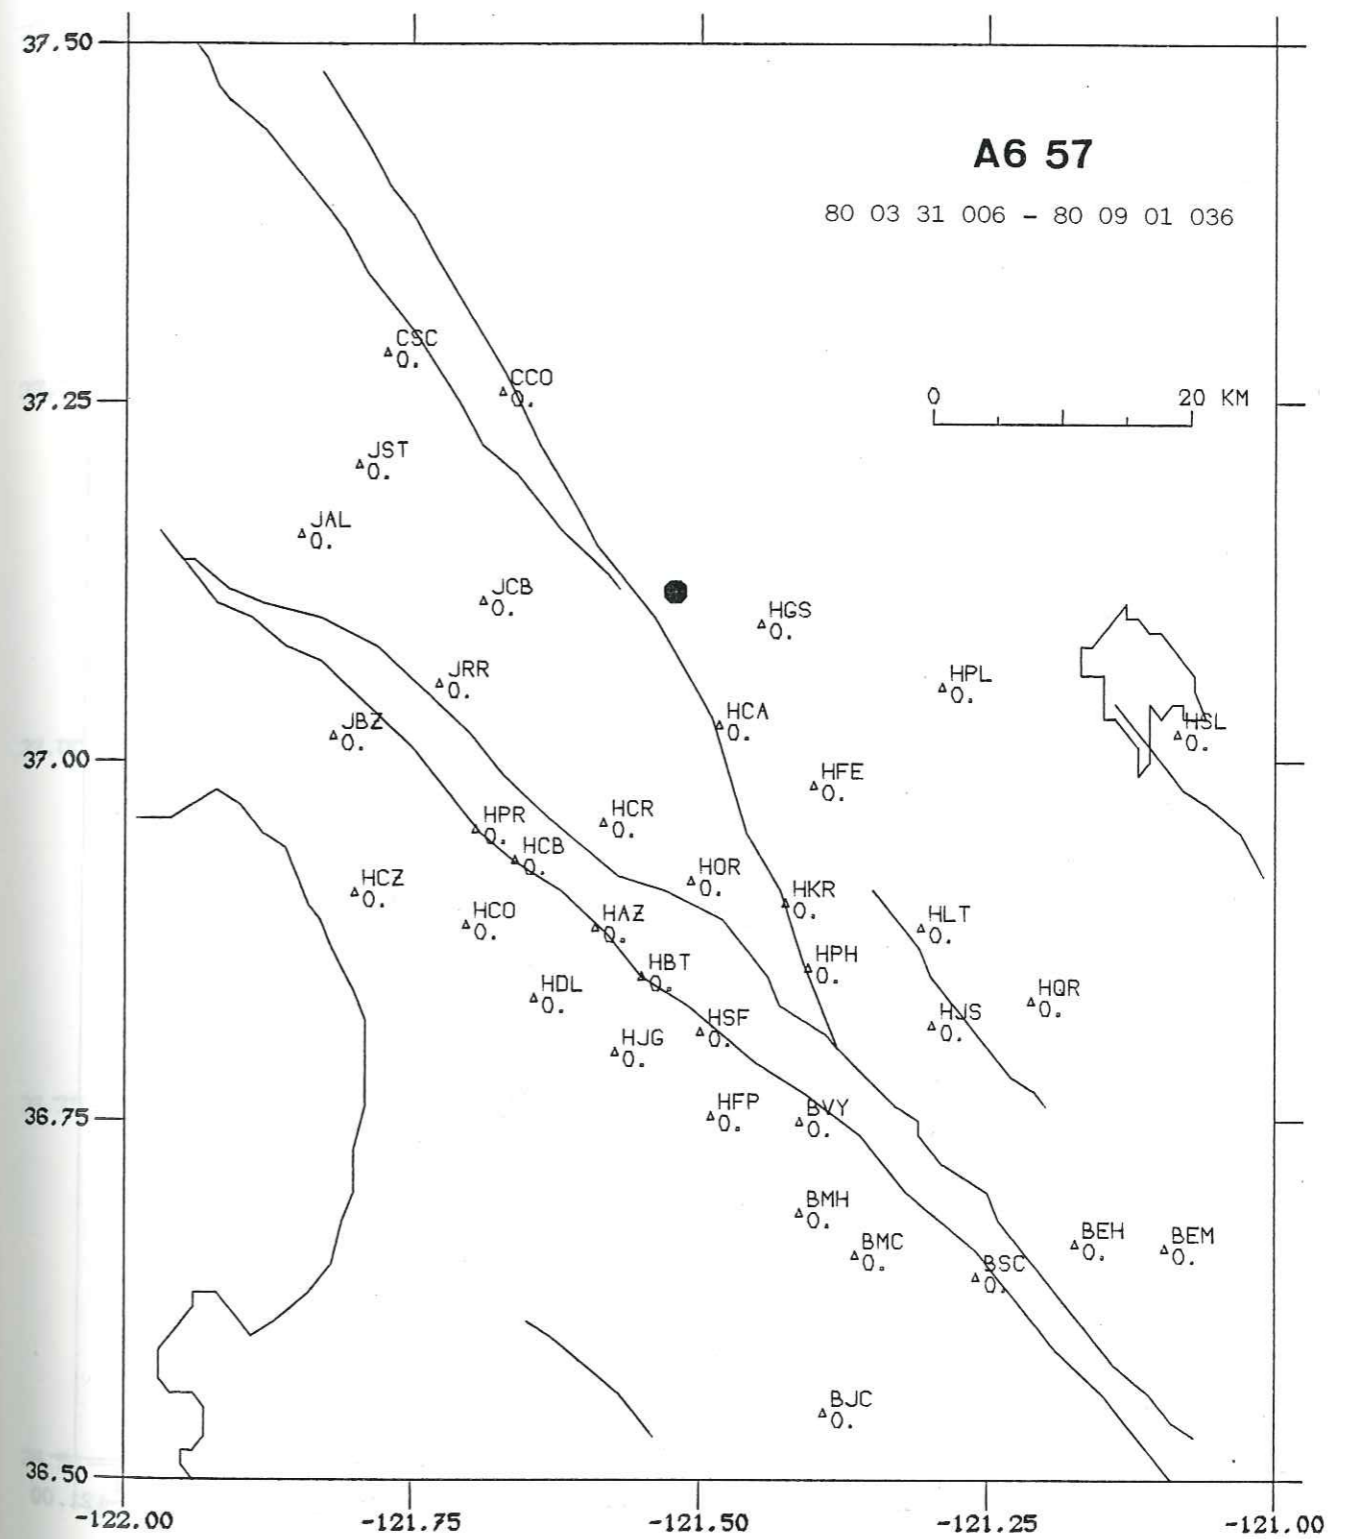 37.50
A6 57
80 03 31 006 – 80 09 01 036
CSC
0.
CCO
0.
37.25
0 20 KM
JST
0.
JAL
0.
JCB
0.
HGS
0.
JRR
0.
HPL
0.
JBZ
0.
HCA
0.
HSL
0.
37.00
HFE
0.
HPR
0.
HCR
0.
HCB
0.
HCZ
0.
HOR
0.
HKR
0.
HCO
0.
HAZ
0.
HLT
0.
HBT
0.
HPH
0.
HDL
0.
HQR
0.
HJS
0.
HSF
0.
HJG
0.
36.75
HFP
0.
BVY
0.
BMH
0.
BMC
0.
BEH
0.
BEM
0.
BSC
0.
BJC
0.
36.50
-122.00 -121.75 -121.50 -121.25 -121.00